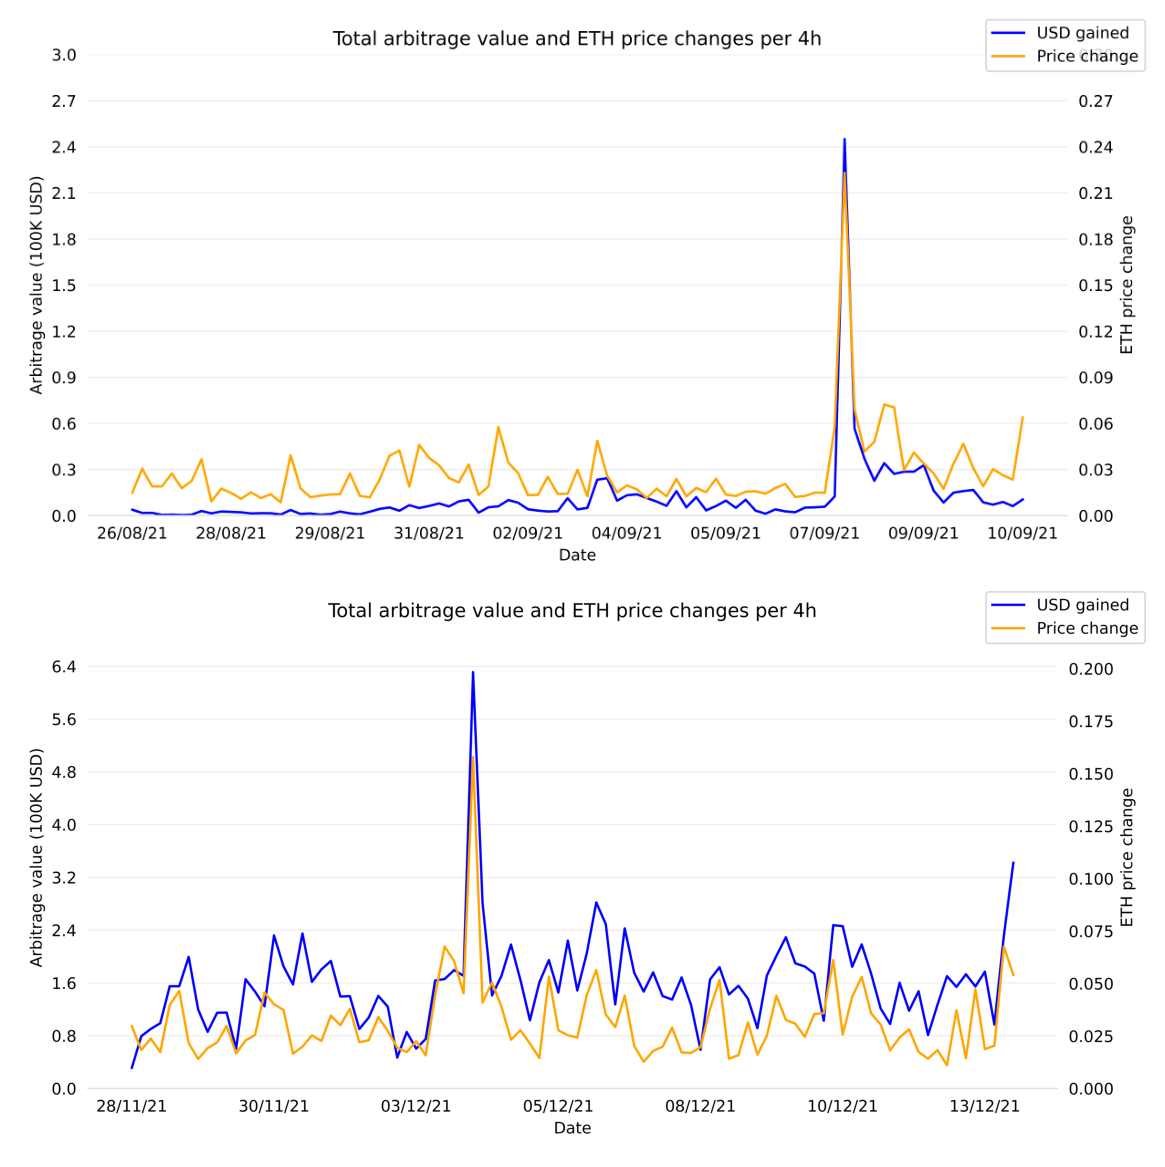 Total arbitrage value and ETH price changes per 4h
USD gained
Price change
3.0
2.7
2.4
2.1
1.8
1.5
1.2
0.9
0.6
0.3
0.0
Arbitrage value (100K USD)
0.30
0.27
0.24
0.21
0.18
0.15
0.12
0.09
0.06
0.03
0.00
ETH price change
26/08/21 28/08/21 29/08/21 31/08/21 02/09/21 04/09/21 05/09/21 07/09/21 09/09/21 10/09/21
Date
Total arbitrage value and ETH price changes per 4h
USD gained
Price change
6.4
5.6
4.8
4.0
3.2
2.4
1.6
0.8
0.0
Arbitrage value (100K USD)
0.200
0.175
0.150
0.125
0.100
0.075
0.050
0.025
0.000
ETH price change
28/11/21 30/11/21 03/12/21 05/12/21 08/12/21 10/12/21 13/12/21
Date